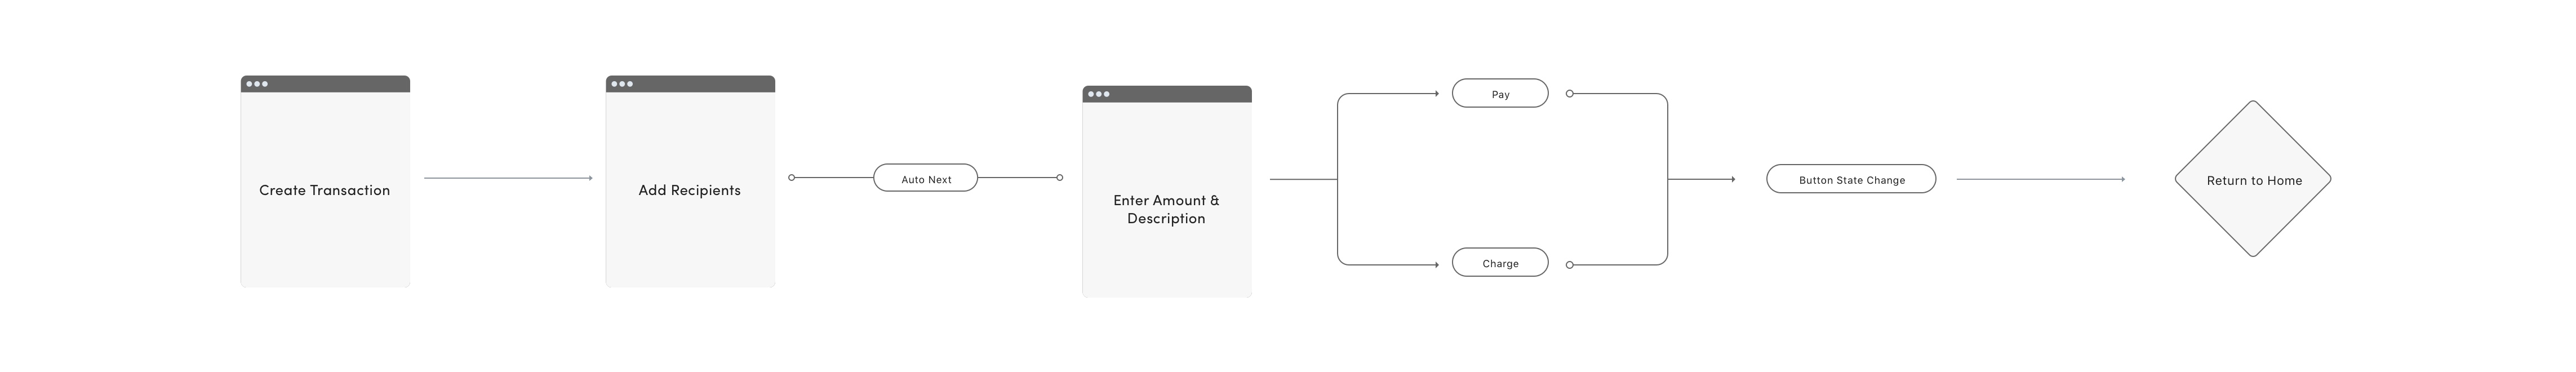 Create Transaction
Add Recipients
Auto Next
Enter Amount &
Description
Pay
Charge
Button State Change
Return to Home